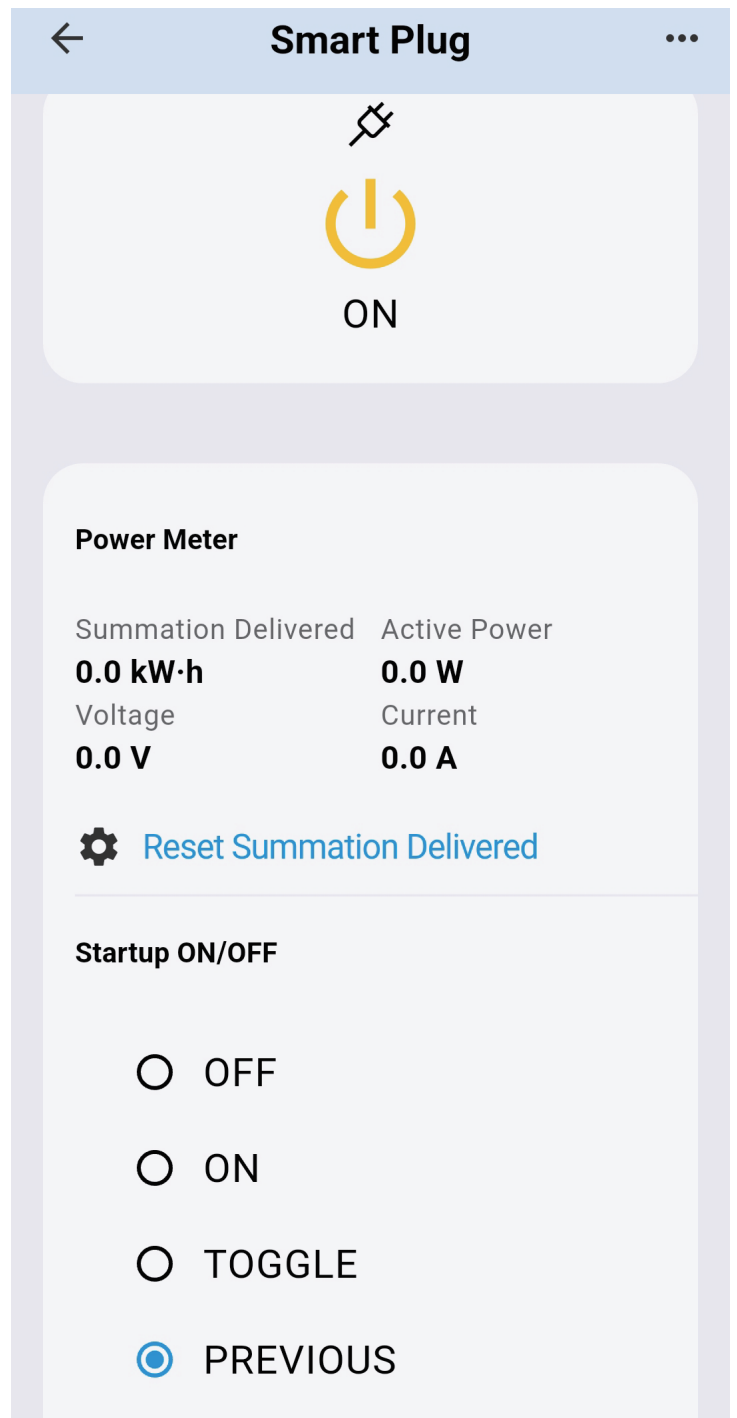 Smart Plug
ON
Power Meter
Summation Delivered Active Power
0.0 kW·h 0.0 W
Voltage Current
0.0 V 0.0 A
Reset Summation Delivered
Startup ON/OFF
OFF
ON
TOGGLE
PREVIOUS